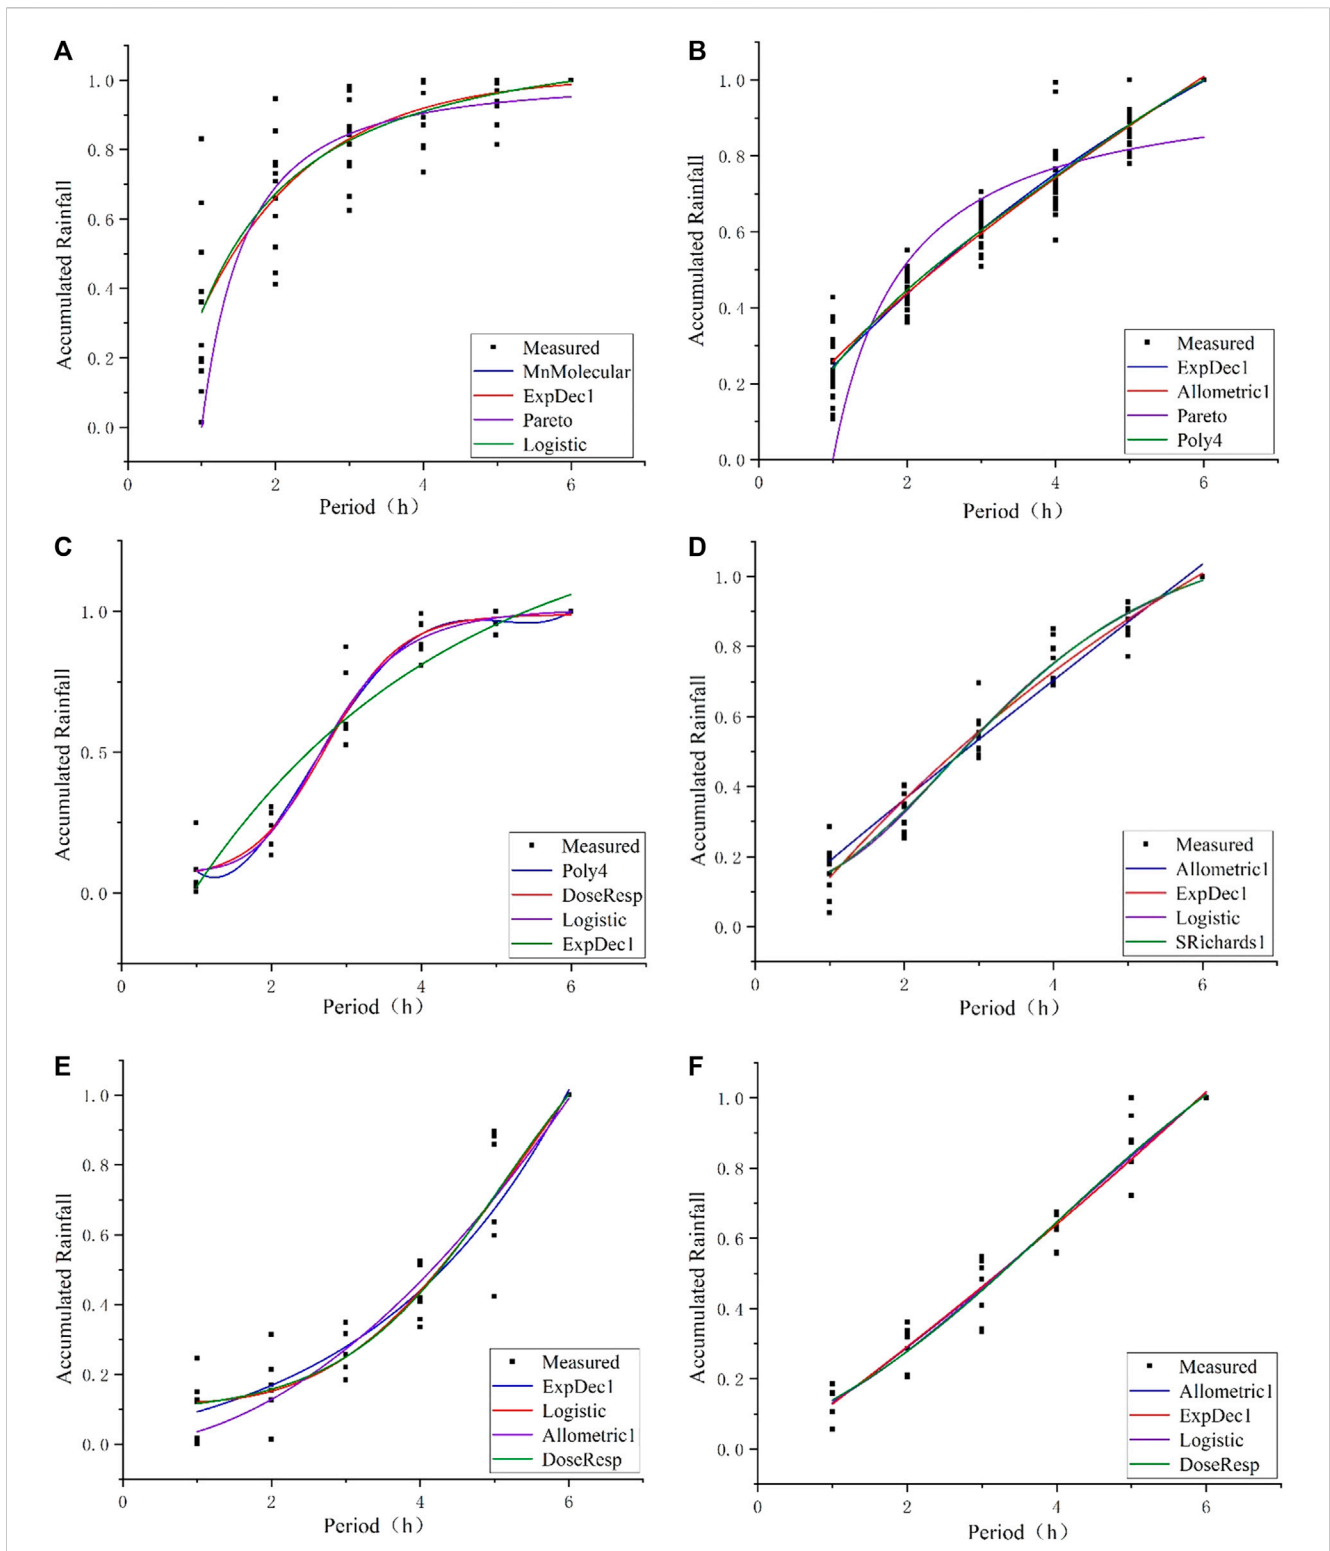 A
Accumulated Rainfall
1.0
0.8
0.6
0.4
0.2
0.0
Measured
MnMolecular
ExpDec1
Pareto
Logistic
0
2
4
6
Period (h)
B
Accumulated Rainfall
1.0
0.8
0.6
0.4
0.2
0.0
Measured
ExpDec1
Allometric1
Pareto
Poly4
0
2
4
6
Period (h)
C
Accumulated Rainfall
1.0
0.5
0.0
Measured
Poly4
DoseResp
Logistic
ExpDec1
0
2
4
6
Period (h)
D
Accumulated Rainfall
1.0
0.8
0.6
0.4
0.2
0.0
Measured
Allometric1
ExpDec1
Logistic
SRichards1
0
2
4
6
Period (h)
E
Accumulated Rainfall
1.0
0.8
0.6
0.4
0.2
0.0
Measured
ExpDec1
Logistic
Allometric1
DoseResp
0
2
4
6
Period (h)
F
Accumulated Rainfall
1.0
0.8
0.6
0.4
0.2
0.0
Measured
Allometric1
ExpDec1
Logistic
DoseResp
0
2
4
6
Period (h)